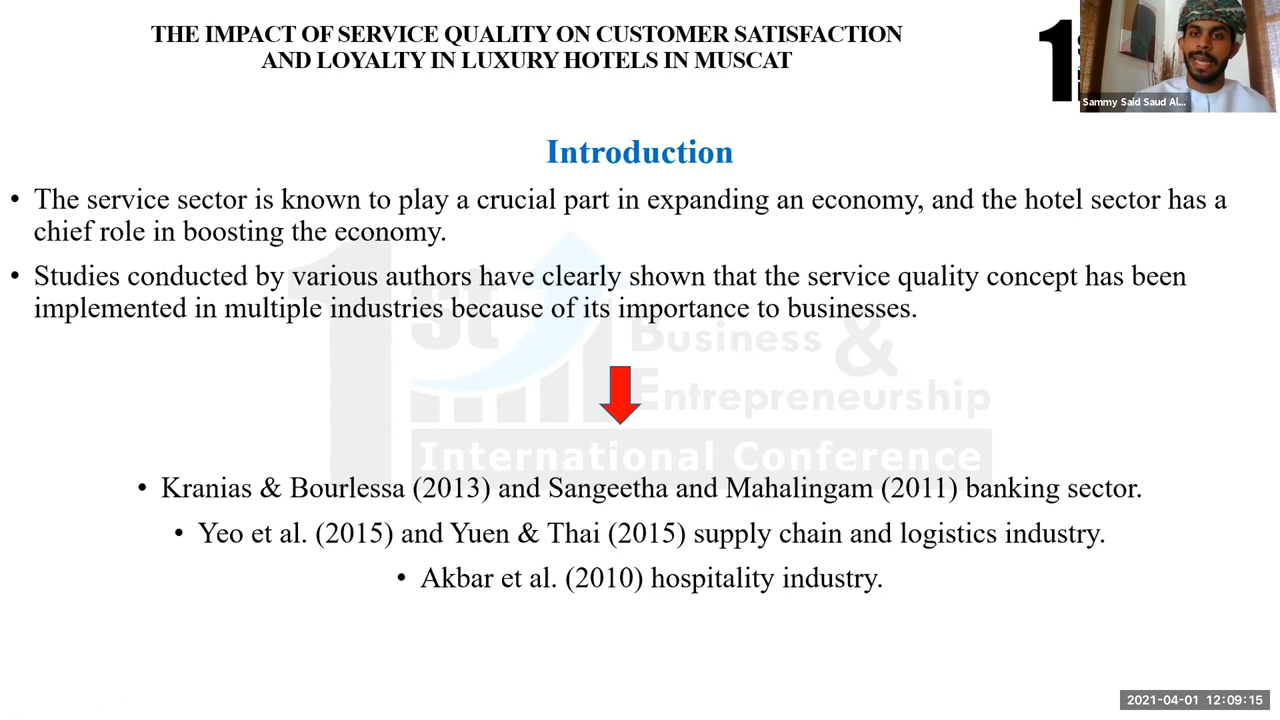 THE IMPACT OF SERVICE QUALITY ON CUSTOMER SATISFACTION
AND LOYALTY IN LUXURY HOTELS IN MUSCAT
1
Sammy Said Saud Al...
Introduction
• The service sector is known to play a crucial part in expanding an economy, and the hotel sector has a
chief role in boosting the economy.
• Studies conducted by various authors have clearly shown that the service quality concept has been
implemented in multiple industries because of its importance to businesses.
1st
Business &
Entrepreneurship
International Conference
• Kranias & Bourlessa (2013) and Sangeetha and Mahalingam (2011) banking sector.
• Yeo et al. (2015) and Yuen & Thai (2015) supply chain and logistics industry.
• Akbar et al. (2010) hospitality industry.
2021-04-01 12:09:15